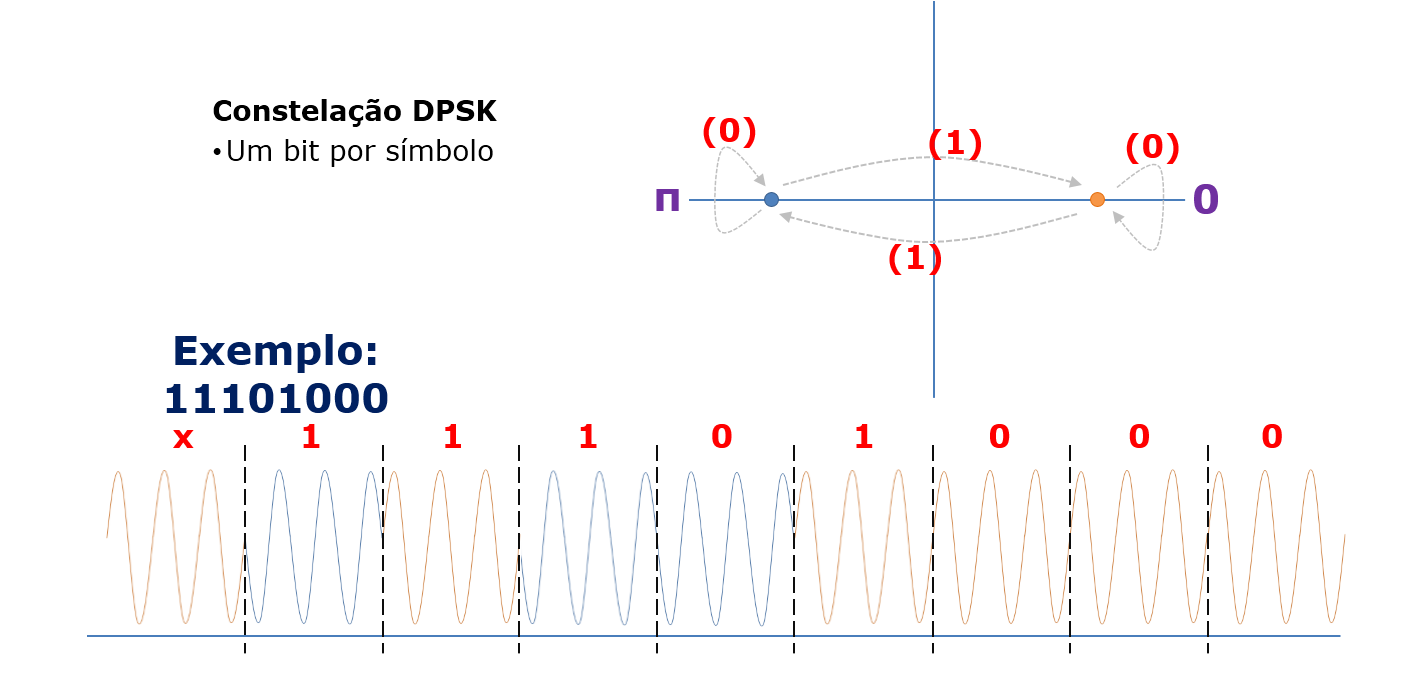 Constelação DPSK
•Um bit por símbolo
(0)
(1)
(0)
π
0
(1)
Exemplo:
11101000
x 1 1 1 0 1 0 0 0